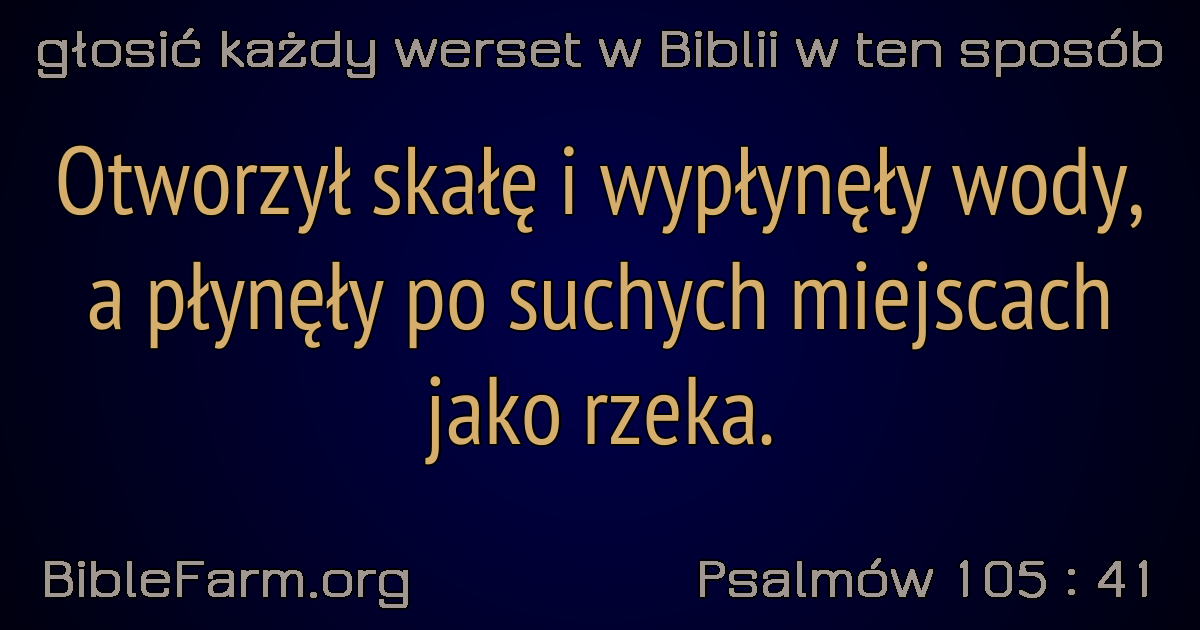 głosić każdy werset w Biblii w ten sposób
Otworzył skałę i wypłynęły wody,
a płynęły po suchych miejscach
jako rzeka.
BibleFarm.org
Psalmów 105 : 41